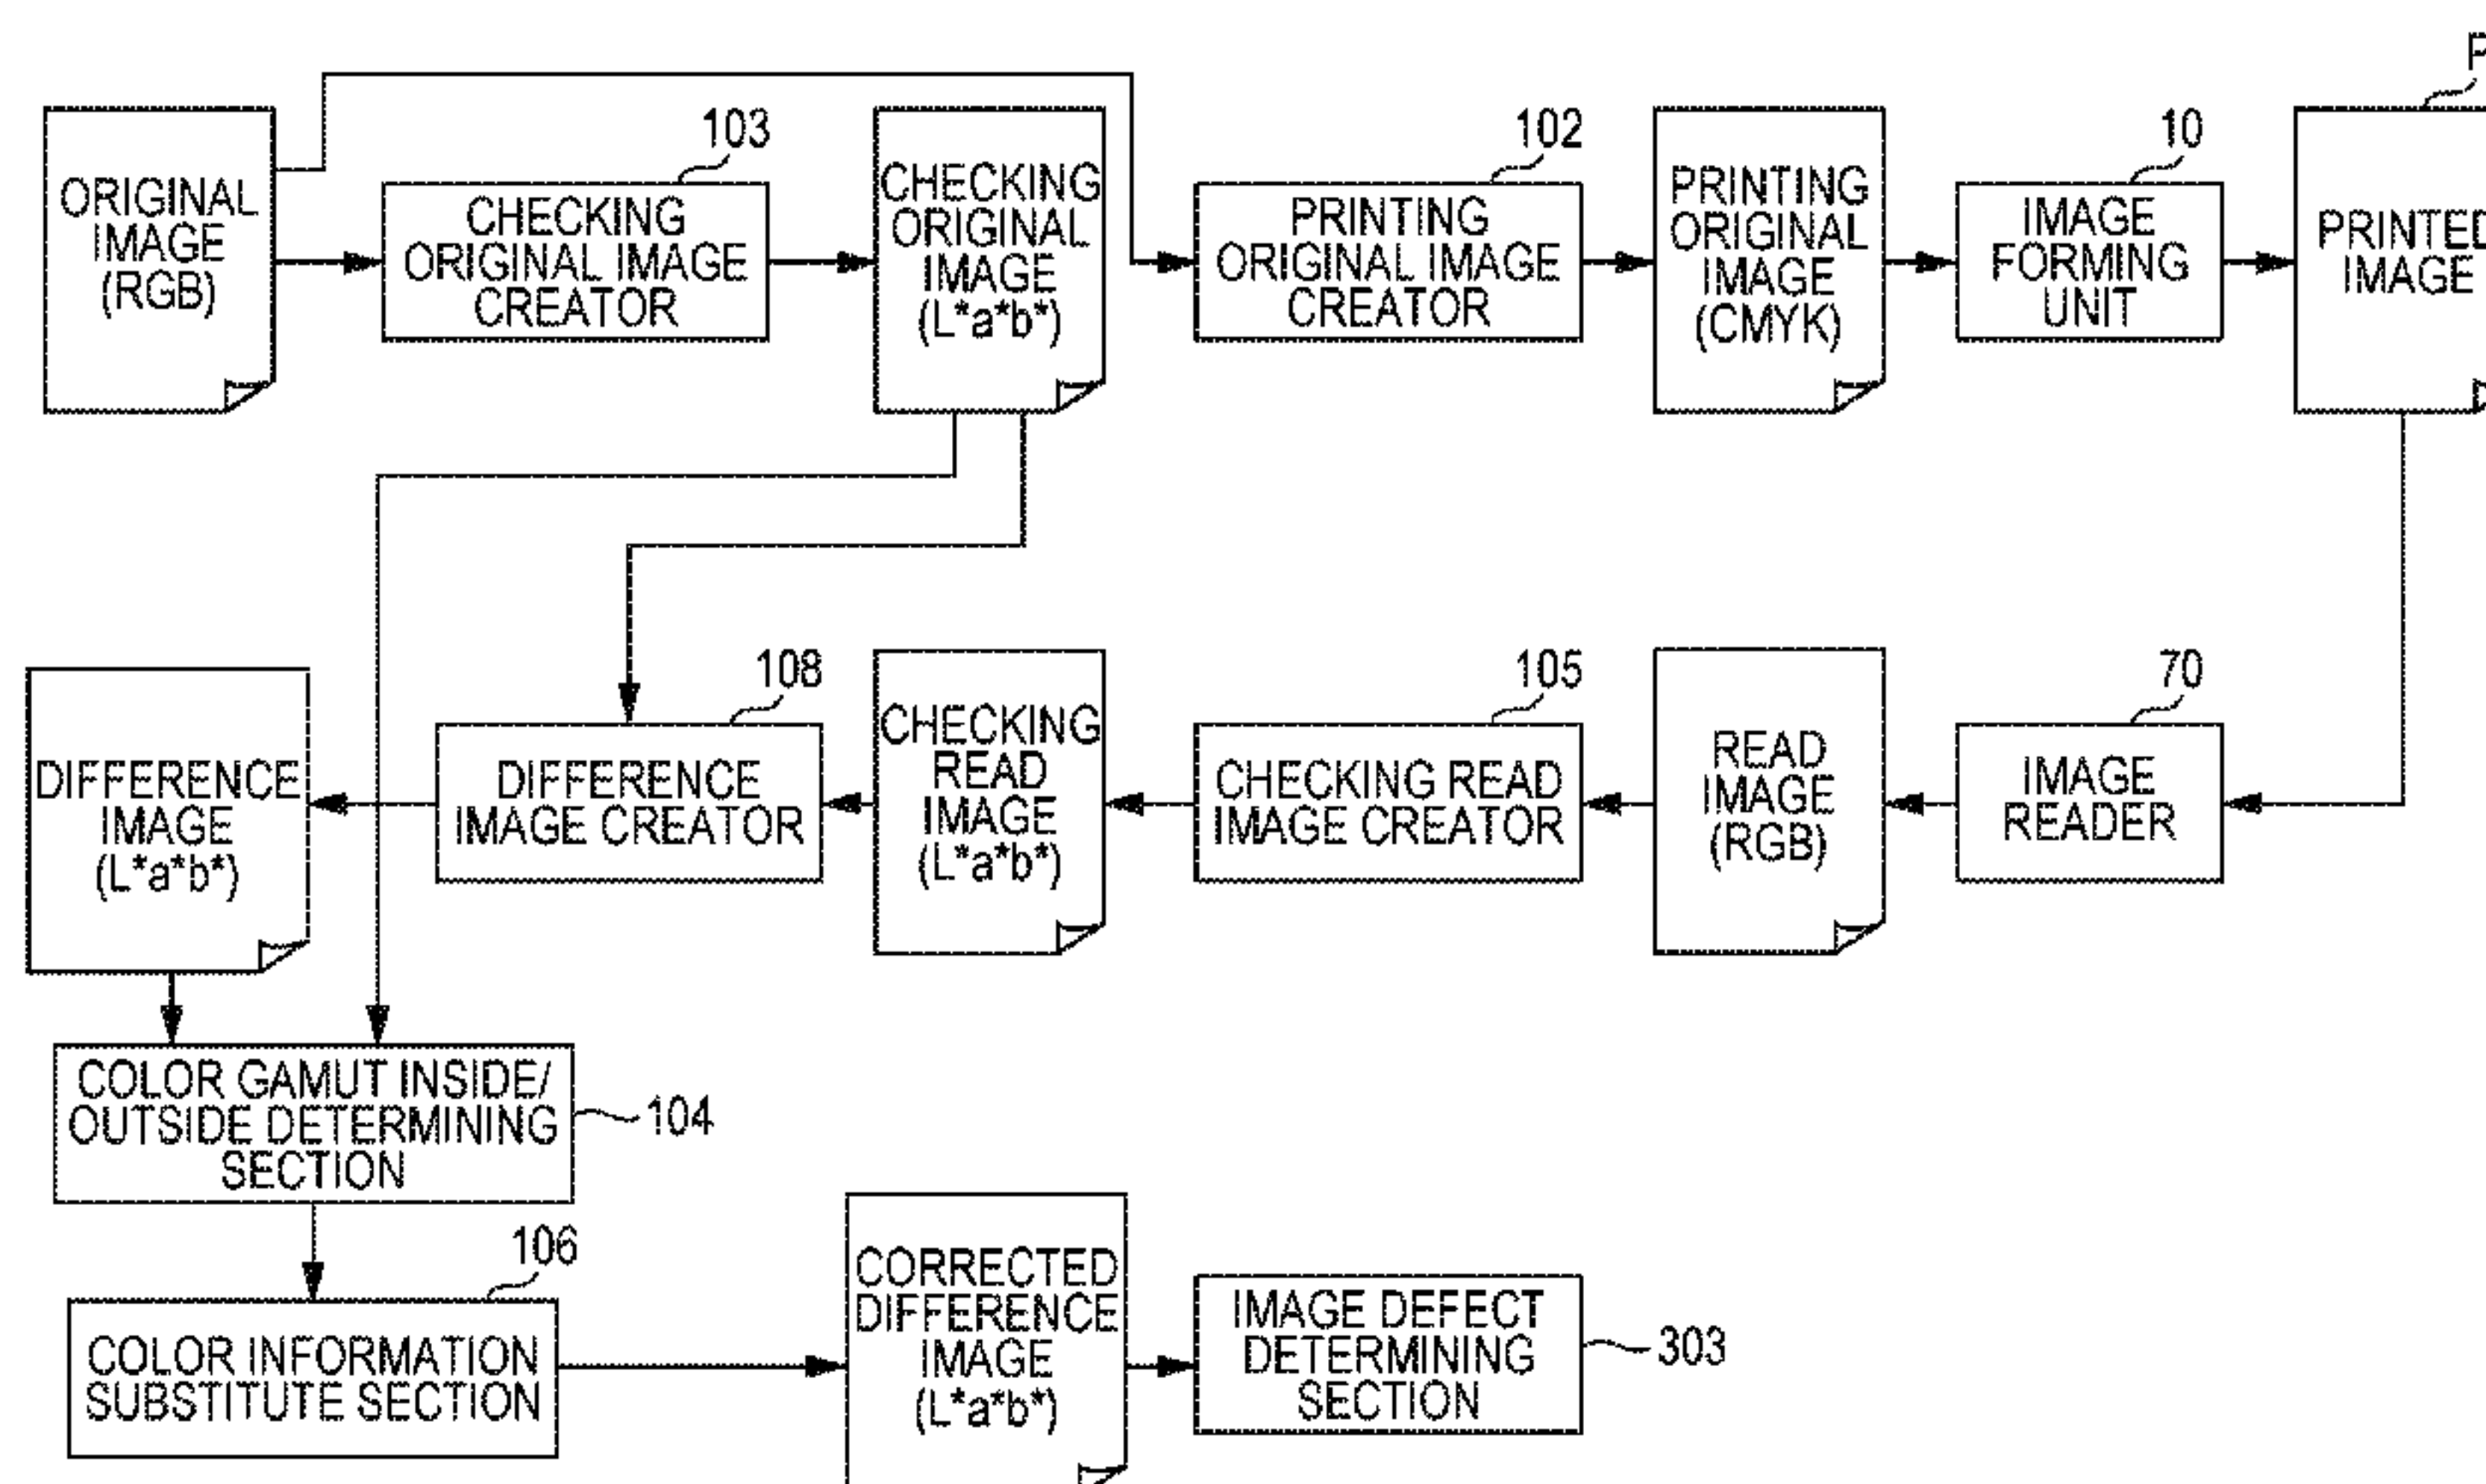 P
103
102
10
ORIGINAL
IMAGE
(RGB)
CHECKING
ORIGINAL IMAGE
CREATOR
CHECKING
ORIGINAL
IMAGE
(L*a*b*)
PRINTING
ORIGINAL IMAGE
CREATOR
PRINTING
ORIGINAL
IMAGE
(CMYK)
IMAGE
FORMING
UNIT
PRINTED
IMAGE
108
105
70
DIFFERENCE
IMAGE
(L*a*b*)
DIFFERENCE
IMAGE CREATOR
CHECKING
READ
IMAGE
(L*a*b*)
CHECKING READ
IMAGE CREATOR
READ
IMAGE
(RGB)
IMAGE
READER
COLOR GAMUT INSIDE/
OUTSIDE DETERMINING
SECTION
104
106
COLOR INFORMATION
SUBSTITUTE SECTION
CORRECTED
DIFFERENCE
IMAGE
(L*a*b*)
IMAGE DEFECT
DETERMINING
SECTION
303